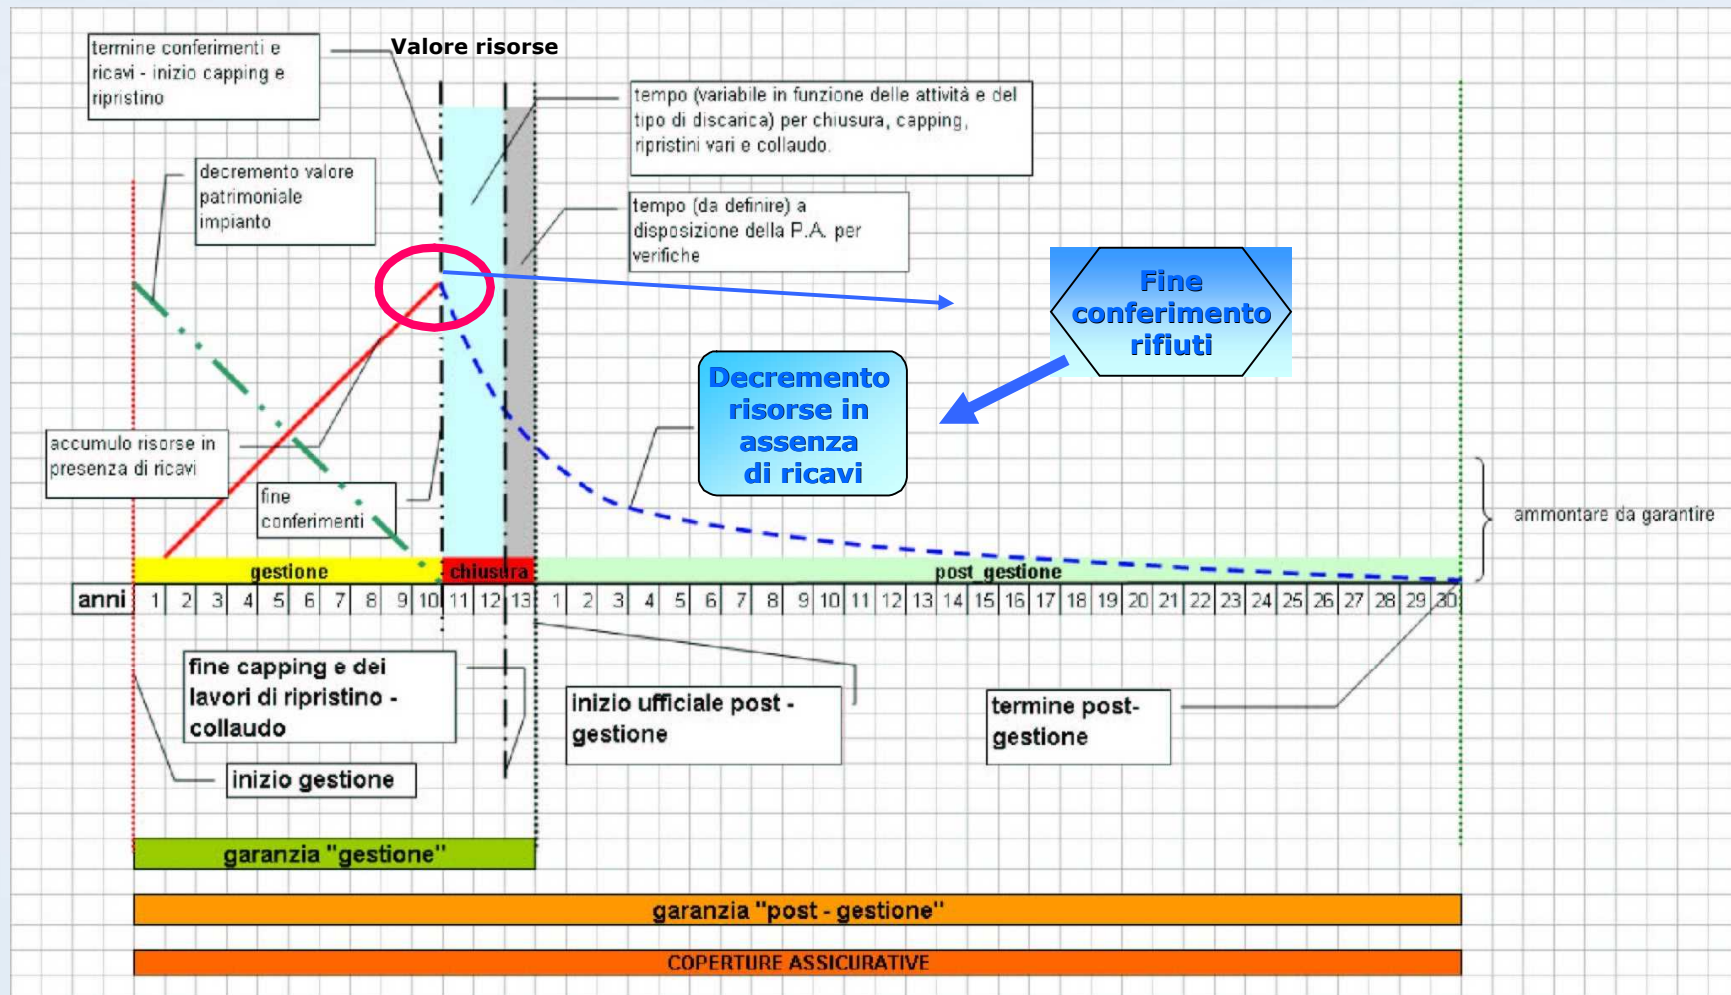 Valore risorse
termine conferimenti e
ricavi - inizio capping e
ripristino
tempo (variabile in funzione delle attività e del
tipo di discarica) per chiusura, capping,
ripristini vari e collaudo.
decremento valore
patrimoniale
impianto
tempo (da definire) a
disposizione della P.A. per
verifiche
Fine
conferimento
rifiuti
Decremento
risorse in
assenza
di ricavi
accumulo risorse in
presenza di ricavi
fine
conferimenti
ammontare da garantire
gestione chiusura post_gestione
anni 1 2 3 4 5 6 7 8 9 10 11 12 13 1 2 3 4 5 6 7 8 9 10 11 12 13 14 15 16 17 18 19 20 21 22 23 24 25 26 27 28 29 30
fine capping e dei
lavori di ripristino -
collaudo
inizio ufficiale post -
gestione
termine post-
gestione
inizio gestione
garanzia "gestione"
garanzia "post - gestione"
COPERTURE ASSICURATIVE